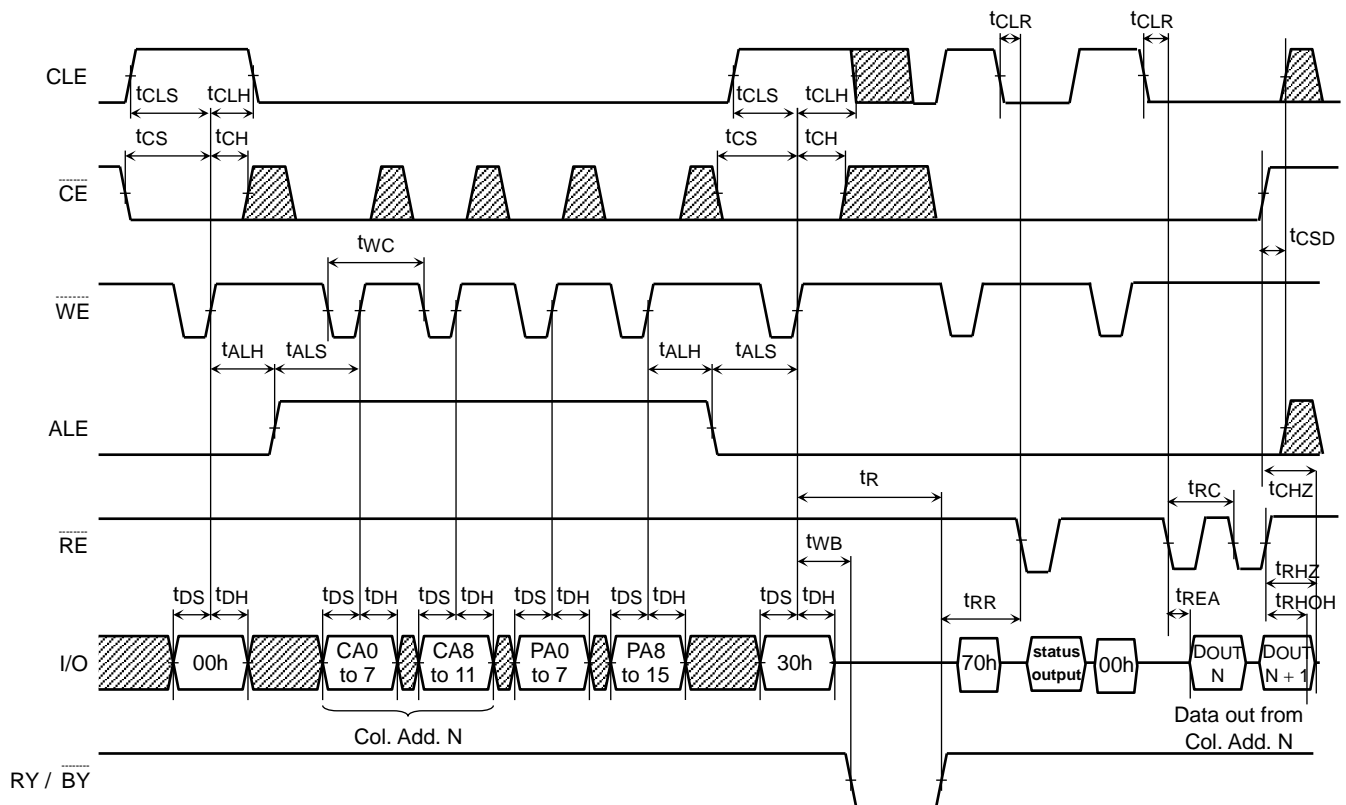 tCLR tCLR
CLE
tCLS tCLH tCLS tCLH
tCS tCH tCS tCH
CE
tCSD
tWC
WE
tALH tALS tALH tALS
ALE
tR tRC tCHZ
RE
tWB
tRHZ
tDS tDH tDS tDH tDS tDH tDS tDH tDS tDH tDS tDH tRR tREA tRHOH
I/O
00h
CA0
to 7
CA8
to 11
PA0
to 7
PA8
to 15
30h
70h
status
output
00h
DOUT
N
DOUT
N + 1
Col. Add. N
Data out from
Col. Add. N
RY / BY